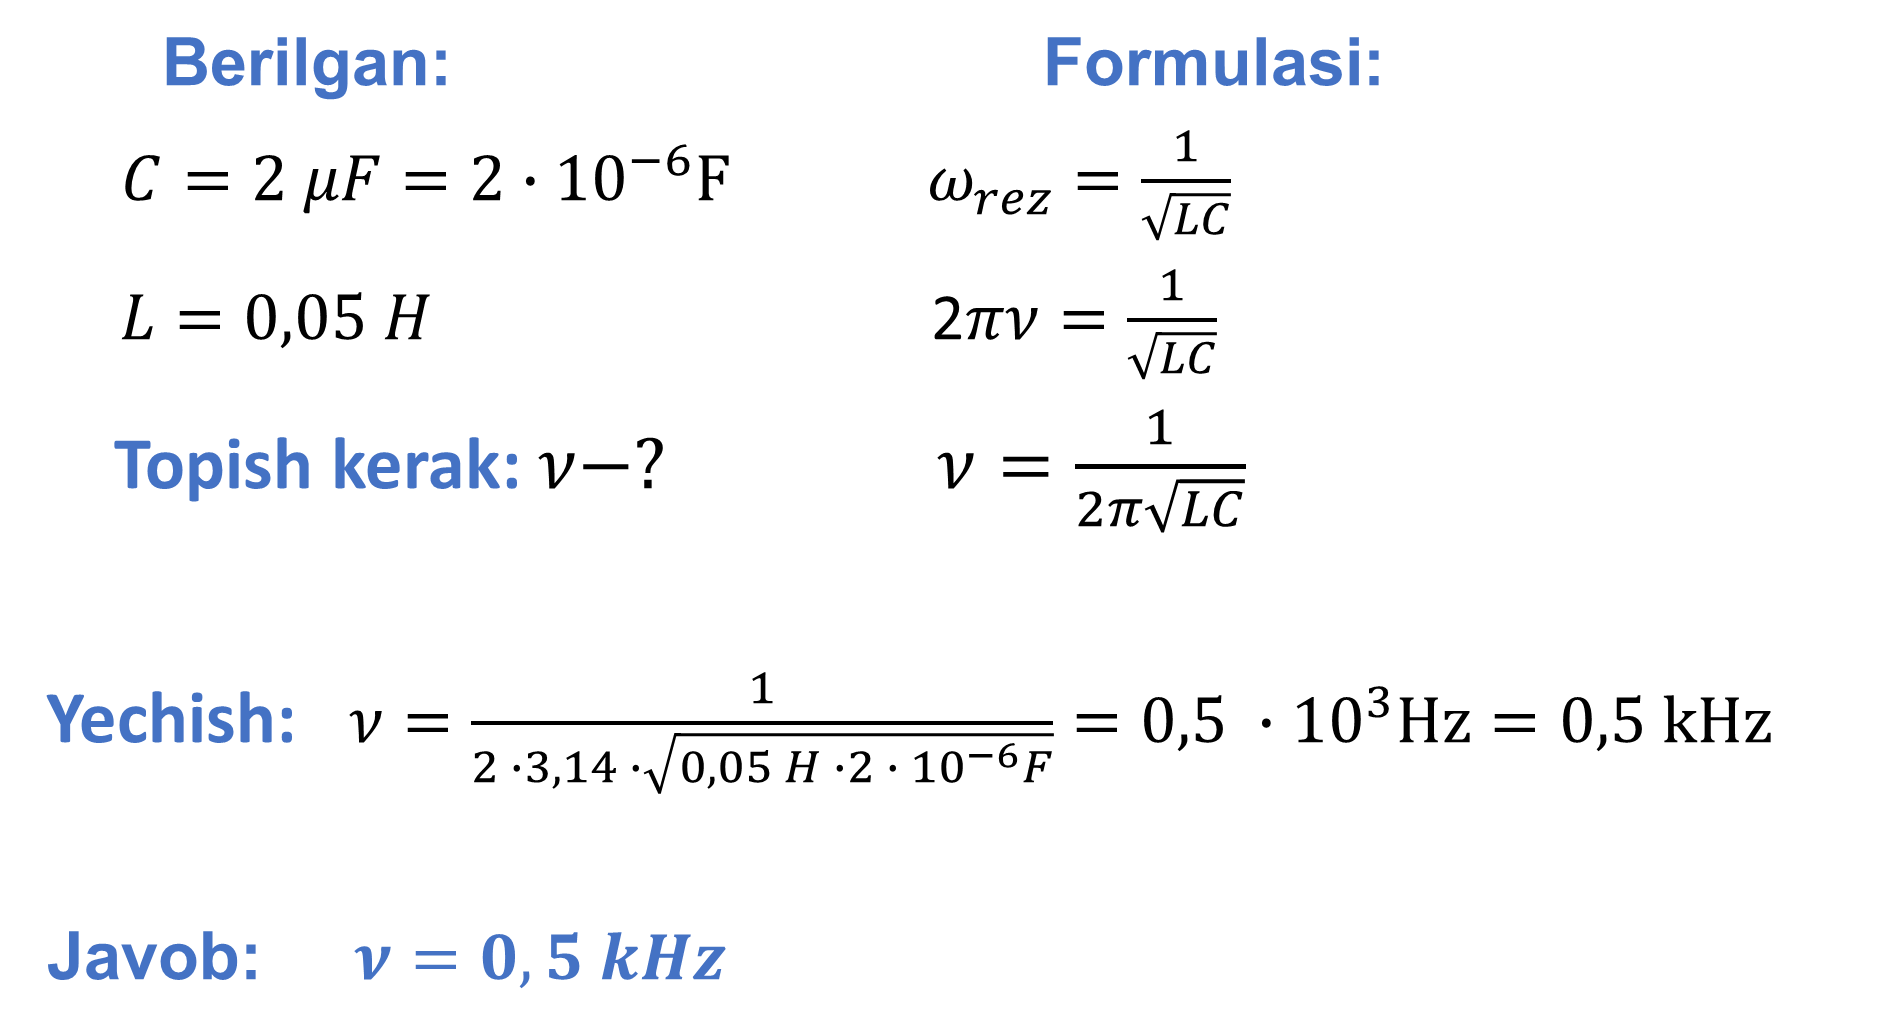 Berilgan:
C = 2 μF = 2 · 10⁻⁶F
L = 0,05 H
Topish kerak: ν−?
Formulasi:
ω_rez = 1/√LC
2πν = 1/√LC
ν = 1/2π√LC
Yechish: ν = 1/2 ·3,14 ·√0,05 H ·2 · 10⁻⁶F = 0,5 · 10³Hz = 0,5 kHz
Javob: ν = 0, 5 kHz